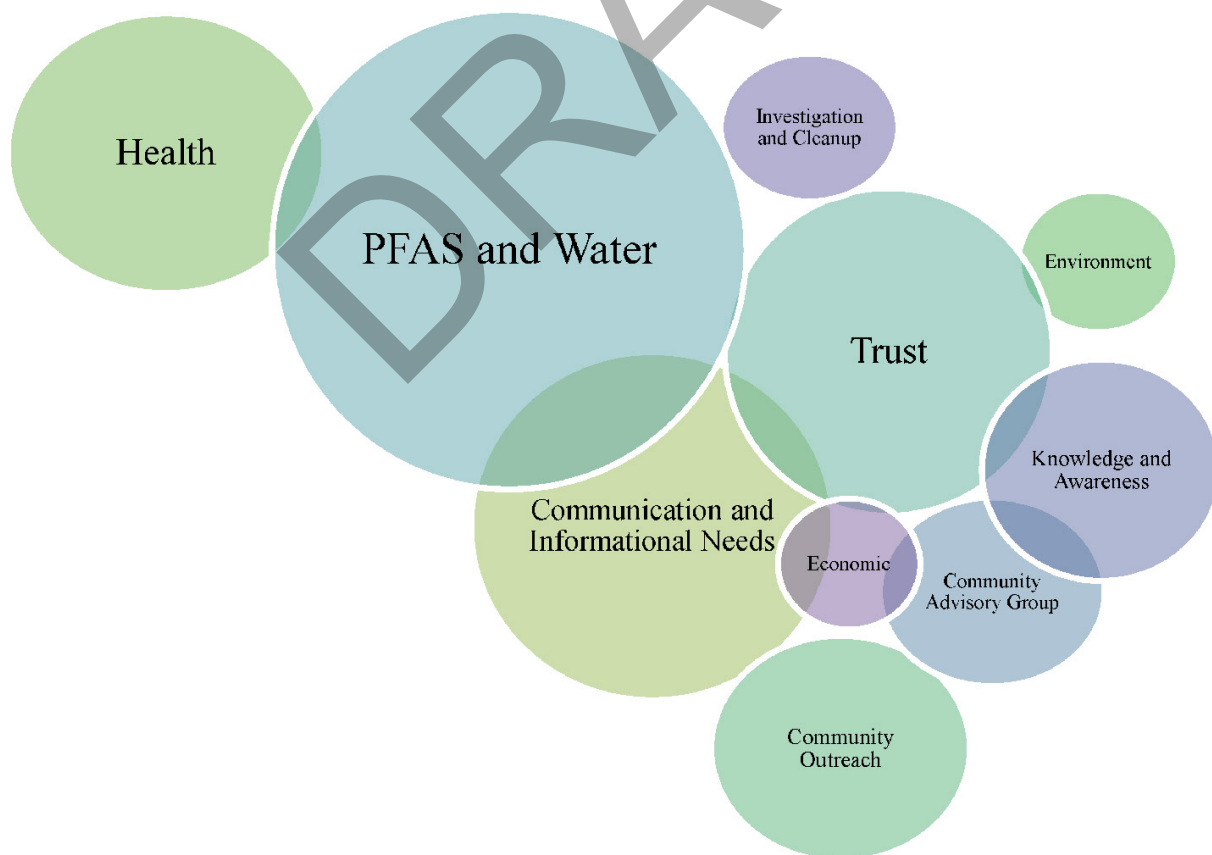 DRA
Investigation
and Cleanup
Health
PFAS and Water
Environment
Trust
Knowledge and
Awareness
Communication and
Informational Needs
Economic
Community
Advisory Group
Community
Outreach